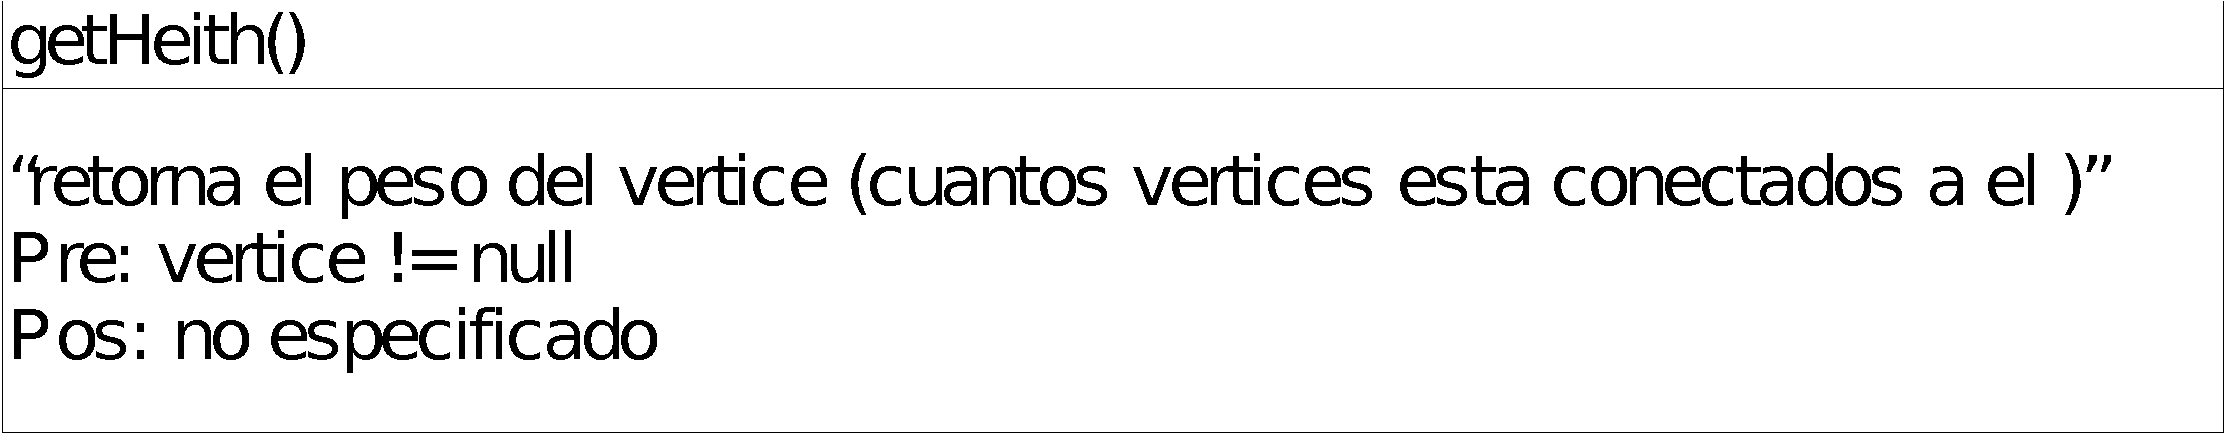 getHeith()
“retorna el peso del vertice (cuantos vertices esta conectados a el )”
Pre: vertice != null
Pos: no especificado